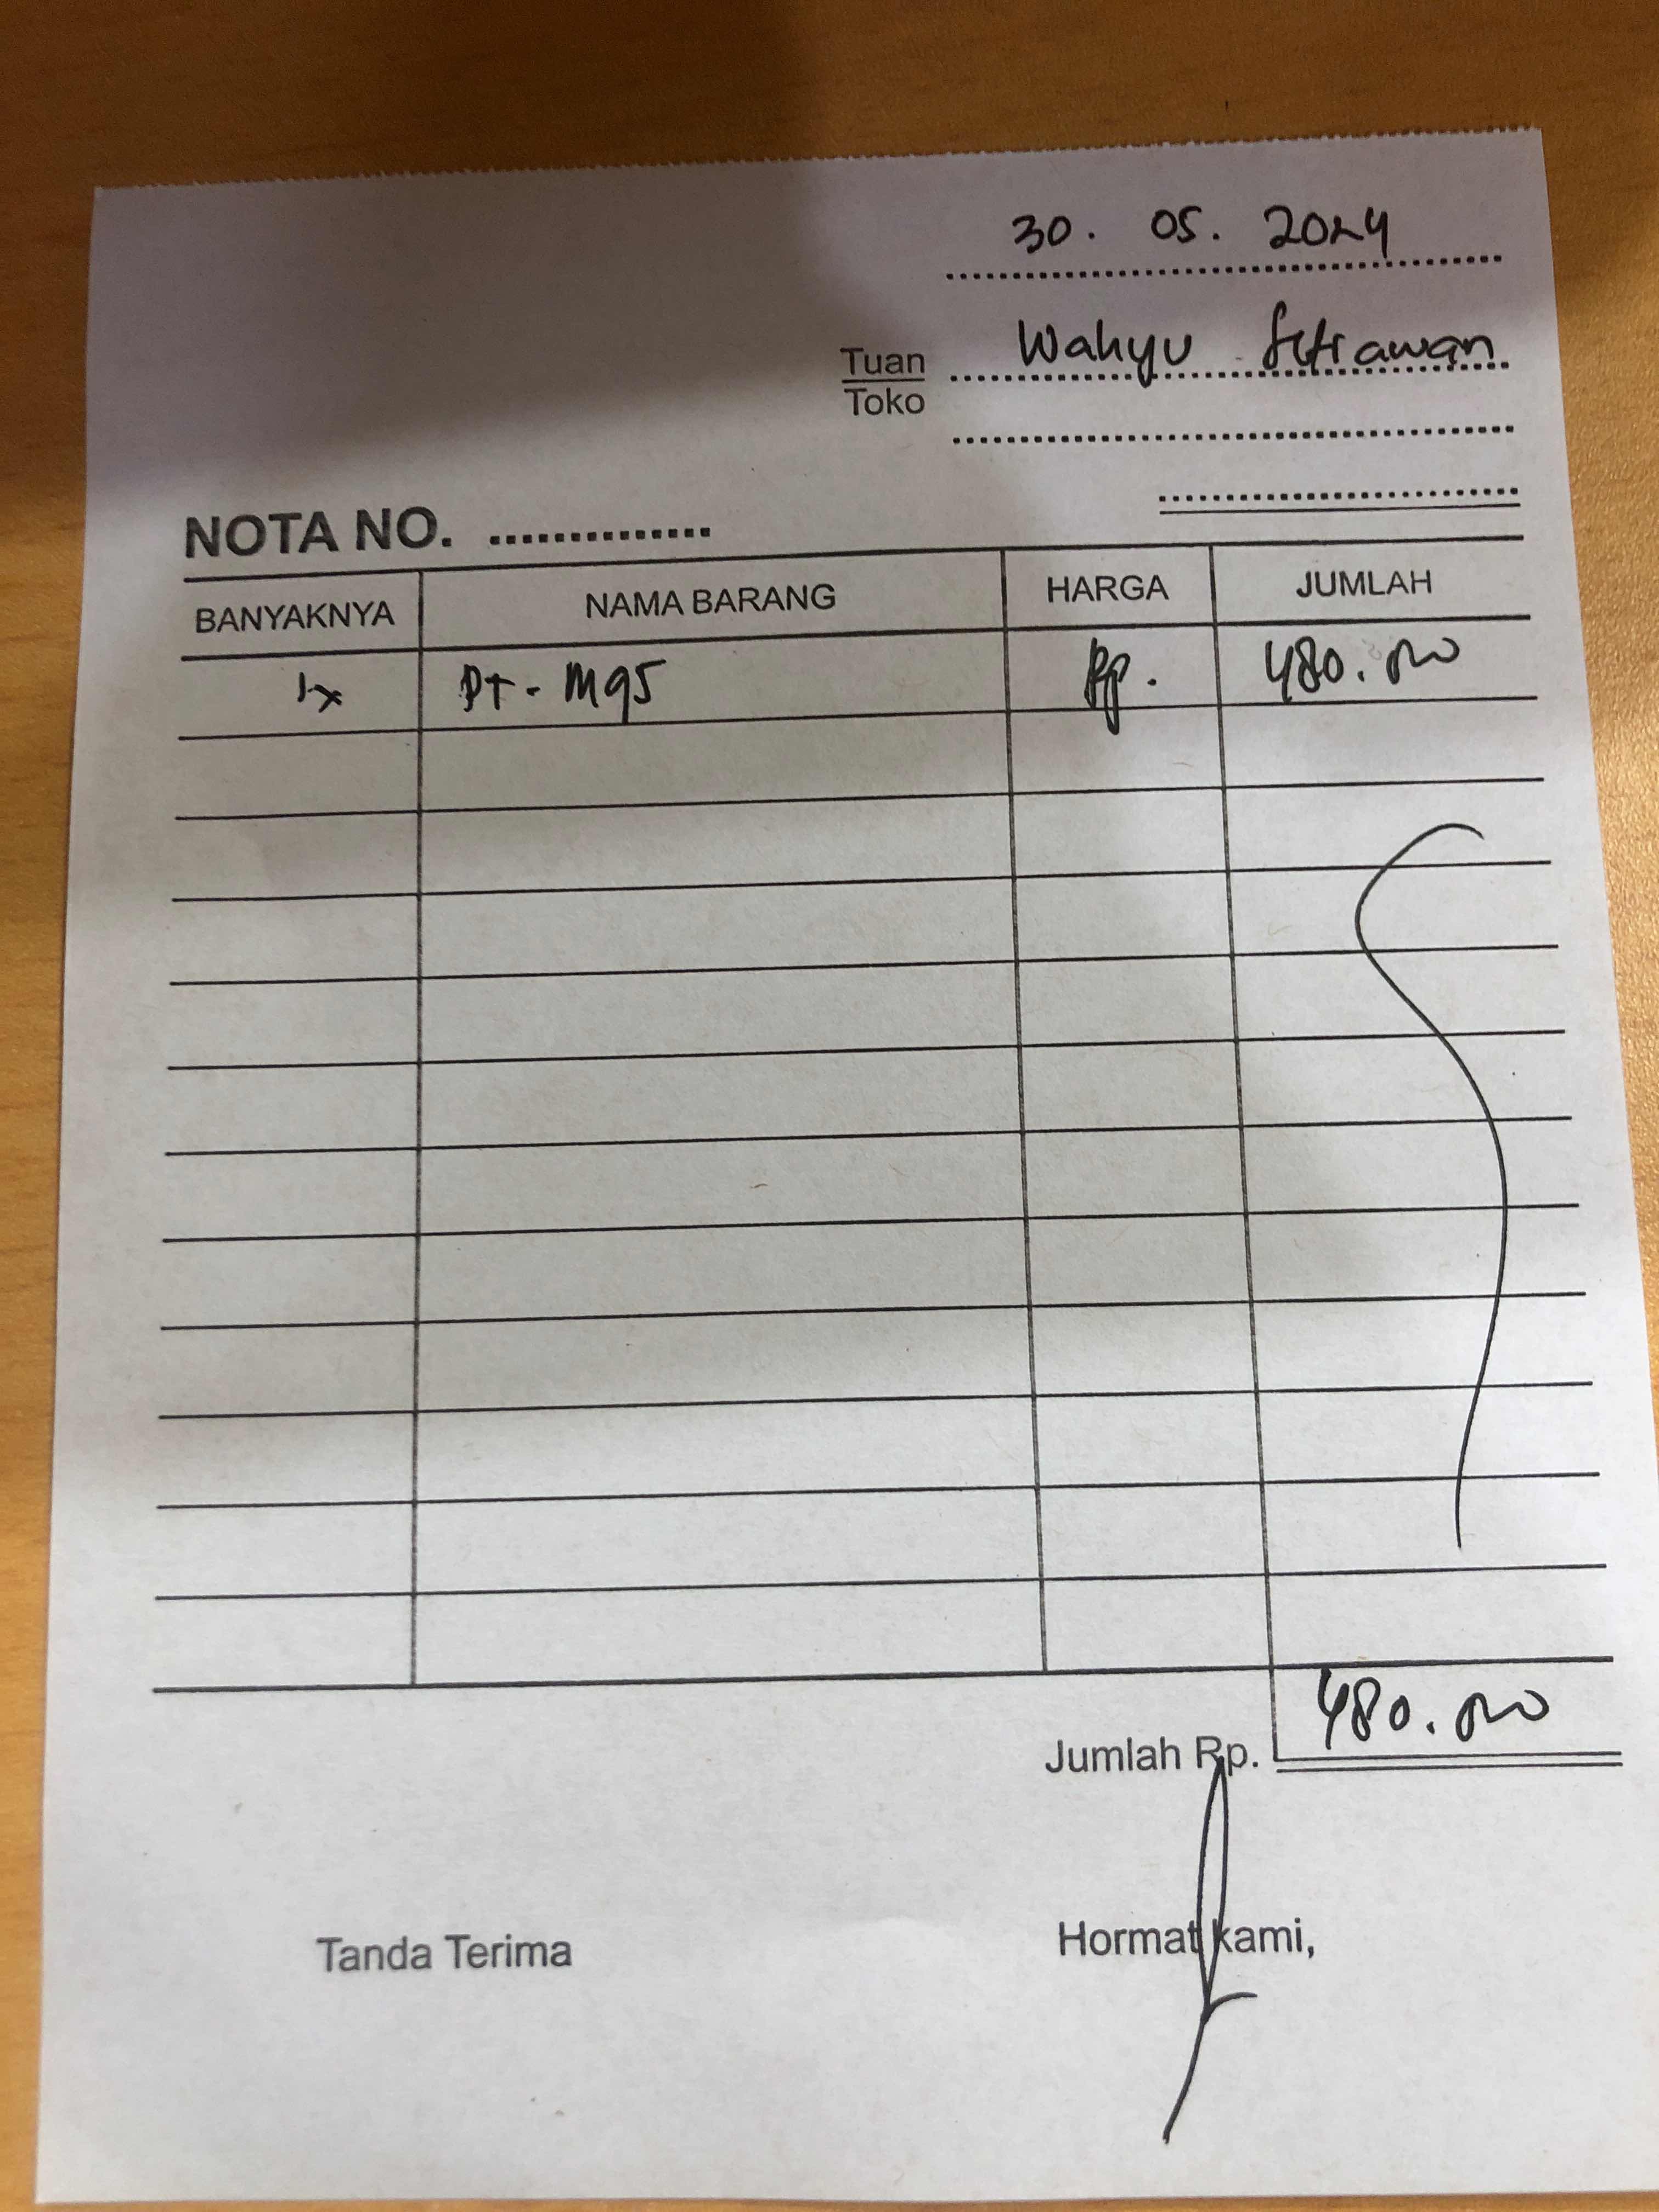 30. 05. 2024
Tuan Wahyu Setiawan
Toko
NOTA NO. ..............
BANYAKNYA NAMA BARANG HARGA JUMLAH
1x PT-M95 Rp. 480.000
Jumlah Rp. 480.000
Tanda Terima Hormat kami,